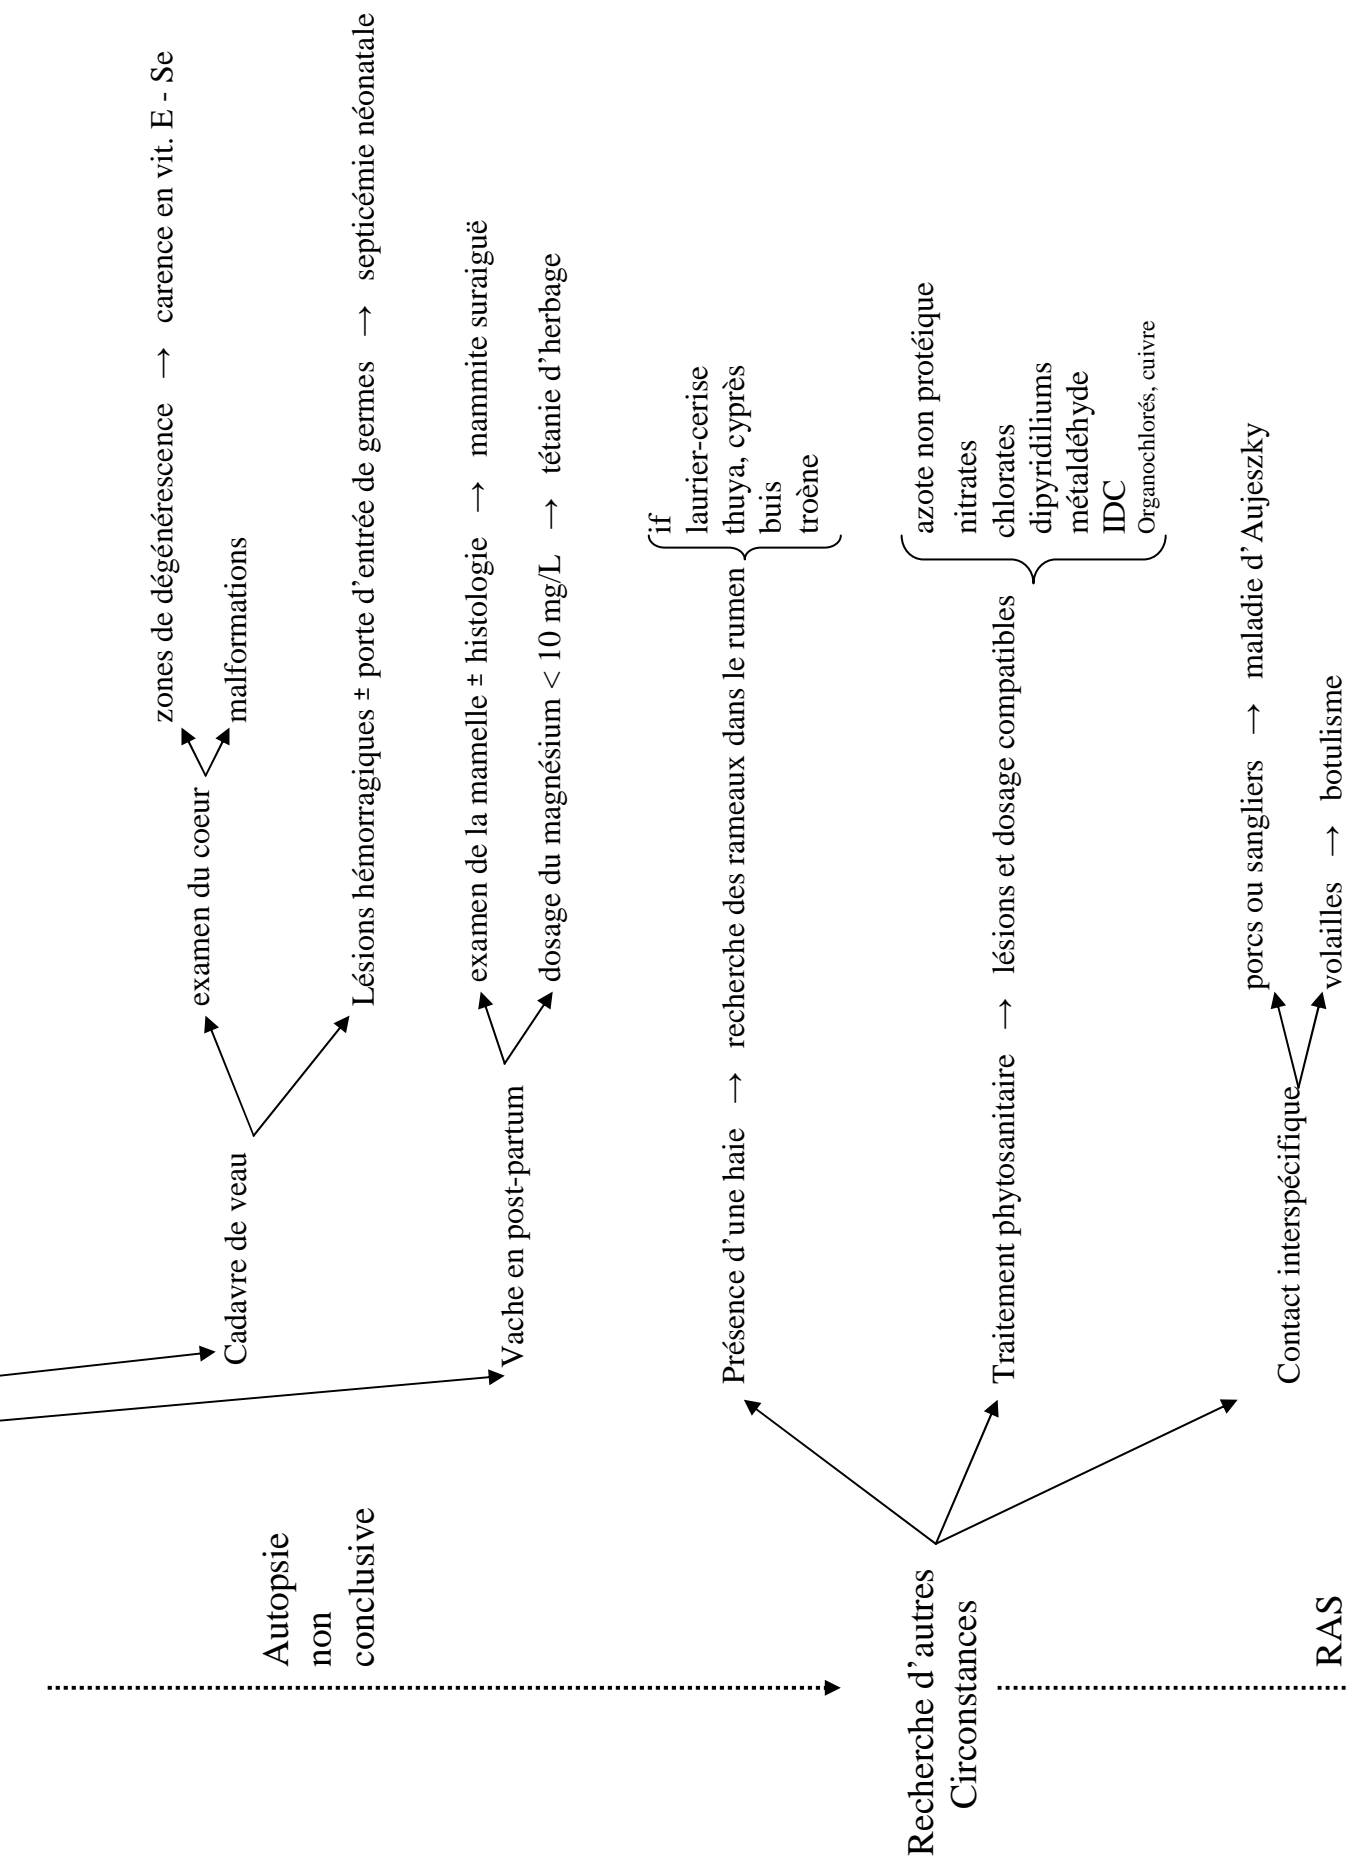 zones de dégénérescence → carence en vit. E - Se
examen du coeur
malformations
Cadavre de veau
Lésions hémorragiques ± porte d'entrée de germes → septicémie néonatale
Autopsie
non
conclusive
examen de la mamelle ± histologie → mammite suraiguë
Vache en post-partum
dosage du magnésium < 10 mg/L → tétanie d'herbage
Présence d'une haie → recherche des rameaux dans le rumen
if
laurier-cerise
thuya, cyprès
buis
troène
Recherche d'autres
Circonstances
Traitement phytosanitaire → lésions et dosage compatibles
azote non protéique
nitrates
chlorates
dipyridiliums
métaldéhyde
IDC
Organochlorés, cuivre
porcs ou sangliers → maladie d'Aujeszky
Contact interspécifique
volailles → botulisme
RAS